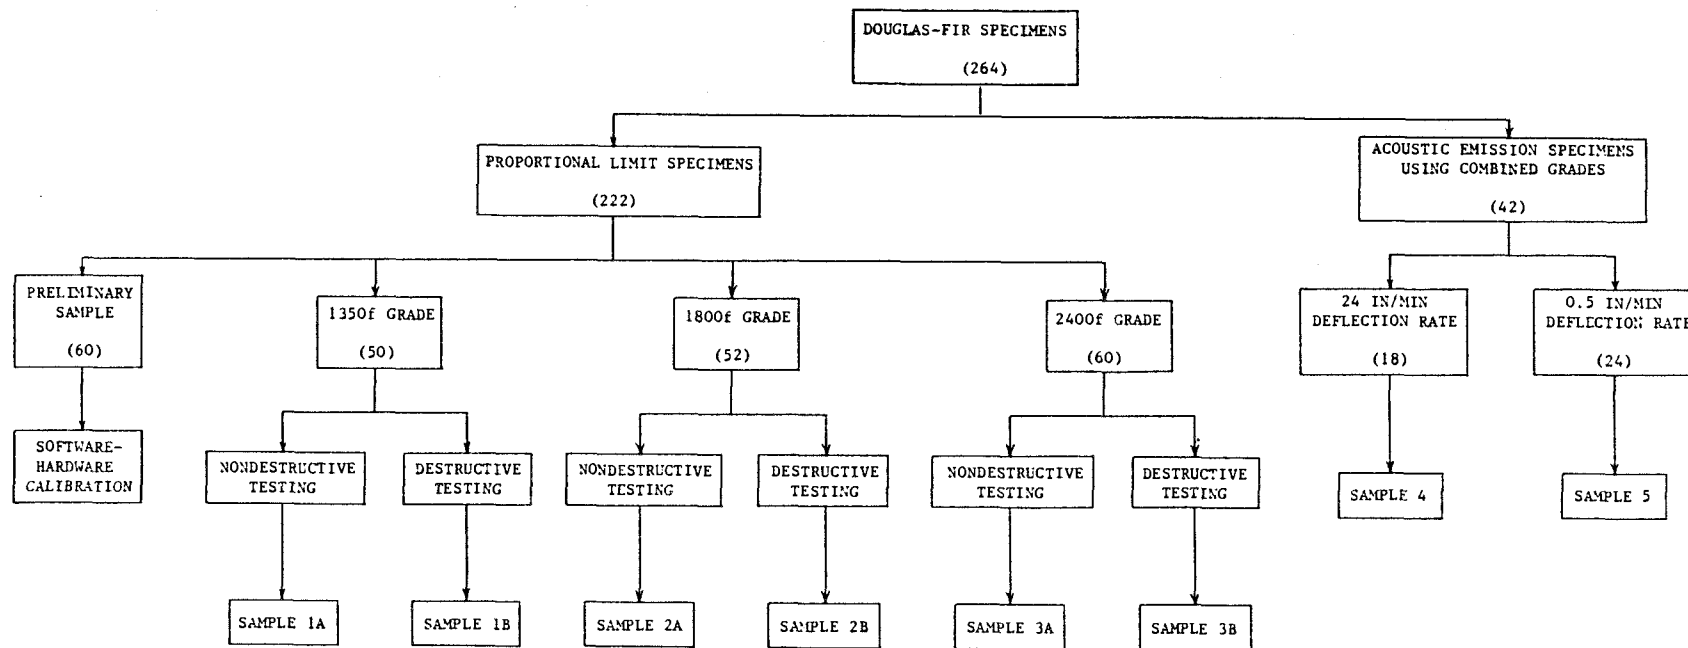 DOUGLAS-FIR SPECIMENS
(264)
PROPORTIONAL LIMIT SPECIMENS
(222)
ACOUSTIC EMISSION SPECIMENS
USING COMBINED GRADES
(42)
PRELIMINARY
SAMPLE
(60)
1350f GRADE
(50)
1800f GRADE
(52)
2400f GRADE
(60)
24 IN/MIN
DEFLECTION RATE
(18)
0.5 IN/MIN
DEFLECTION RATE
(24)
SOFTWARE-
HARDWARE
CALIBRATION
NONDESTRUCTIVE
TESTING
DESTRUCTIVE
TESTING
NONDESTRUCTIVE
TESTING
DESTRUCTIVE
TESTING
NONDESTRUCTIVE
TESTING
DESTRUCTIVE
TESTING
SAMPLE 4
SAMPLE 5
SAMPLE 1A
SAMPLE 1B
SAMPLE 2A
SAMPLE 2B
SAMPLE 3A
SAMPLE 3B